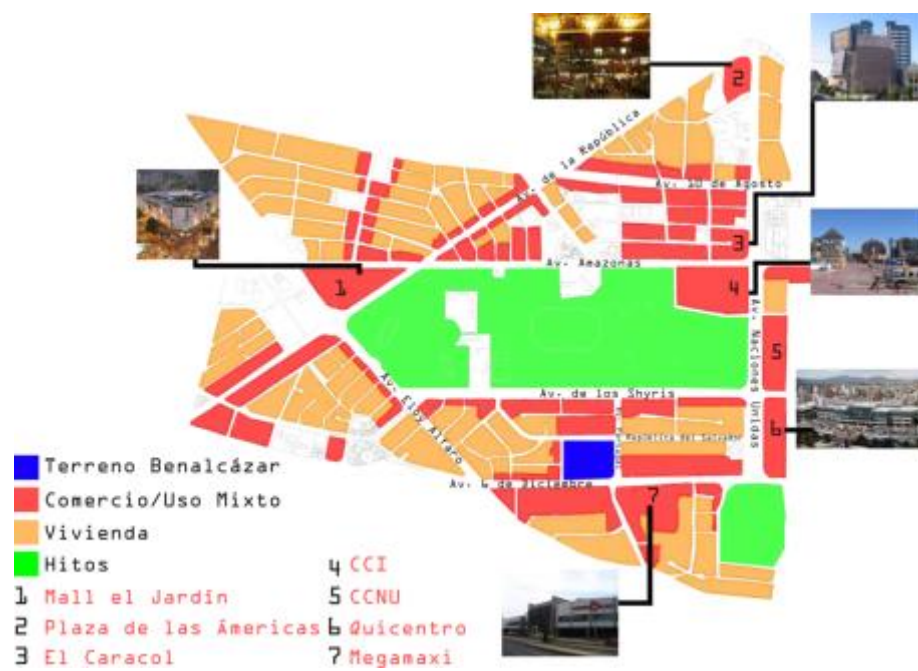 2
Av. de la República
Av. 10 de Agosto
3
Av. Amazonas
1
4
Av. Naciones Unidas
5
Av. de los Shyris
Av. Eloy Alfaro
República del Salvador
6
Av. 6 de Diciembre
7
Terreno Benalcázar
Comercio/Uso Mixto
Vivienda
Hitos
1 Mall el Jardín
2 Plaza de las Ámericas
3 El Caracol
4 CCI
5 CCNU
6 Quicentro
7 Megamaxi